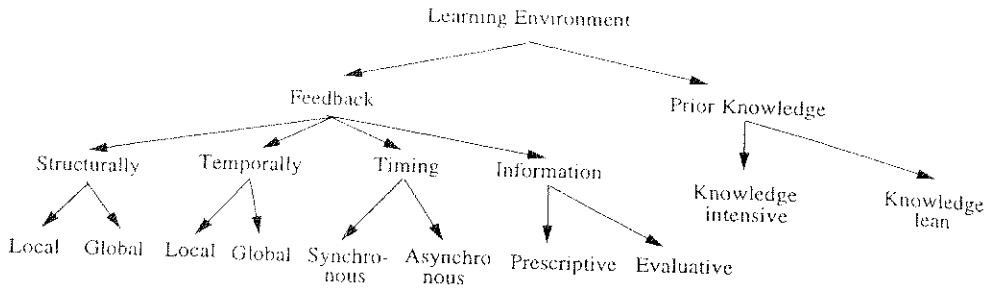 Learning Environment
Feedback
Prior Knowledge
Structurally
Temporally
Timing
Information
Knowledge
intensive
Knowledge
lean
Local
Global
Local
Global
Synchro-
nous
Asynchro
nous
Prescriptive
Evaluative